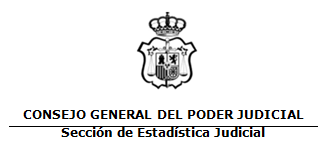 CONSEJO GENERAL DEL PODER JUDICIAL
Sección de Estadística Judicial